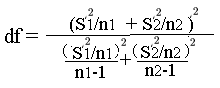 df = (S₁²/n1 + S₂²/n2)² / ((S₁²/n1)²/n1-1 + (S₂²/n2)²/n2-1)